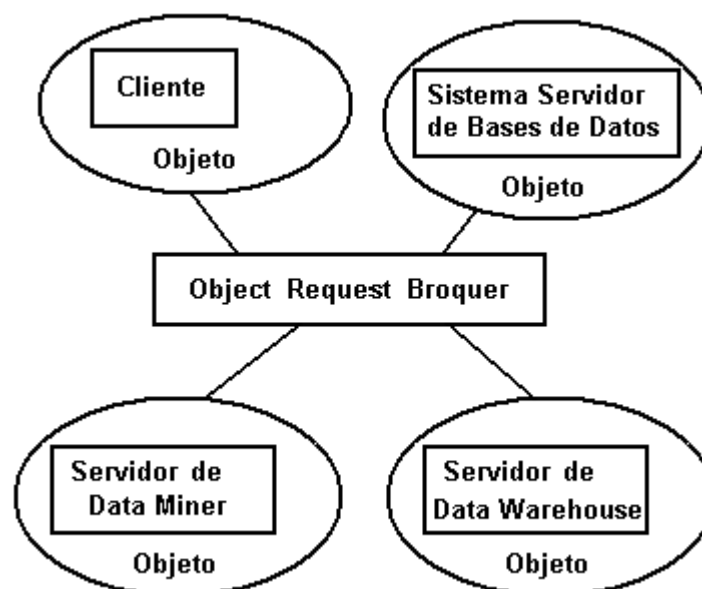 Cliente
Objeto
Sistema Servidor
de Bases de Datos
Objeto
Object Request Broquer
Servidor de
Data Miner
Objeto
Servidor de
Data Warehouse
Objeto